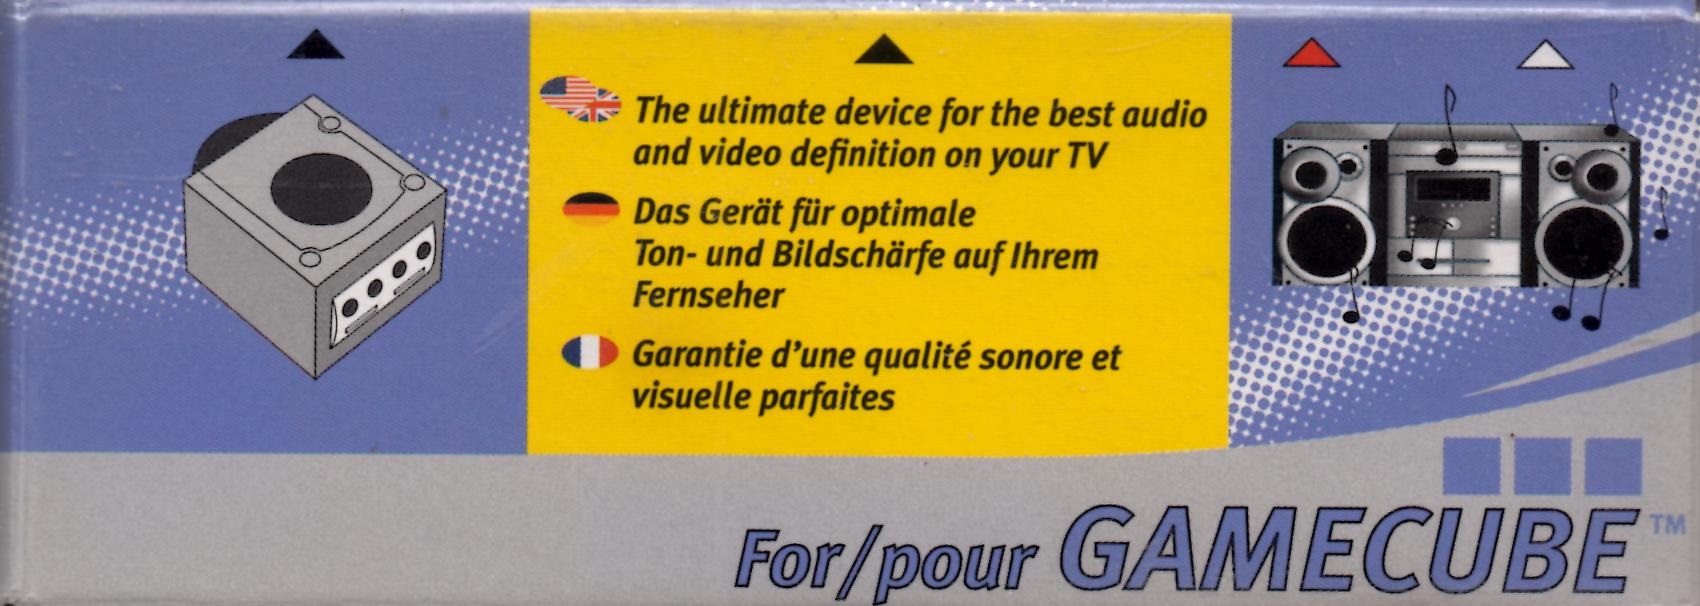 The ultimate device for the best audio
and video definition on your TV
Das Gerät für optimale
Ton- und Bildschärfe auf Ihrem
Fernseher
Garantie d'une qualité sonore et
visuelle parfaites
For/pour GAMECUBE™